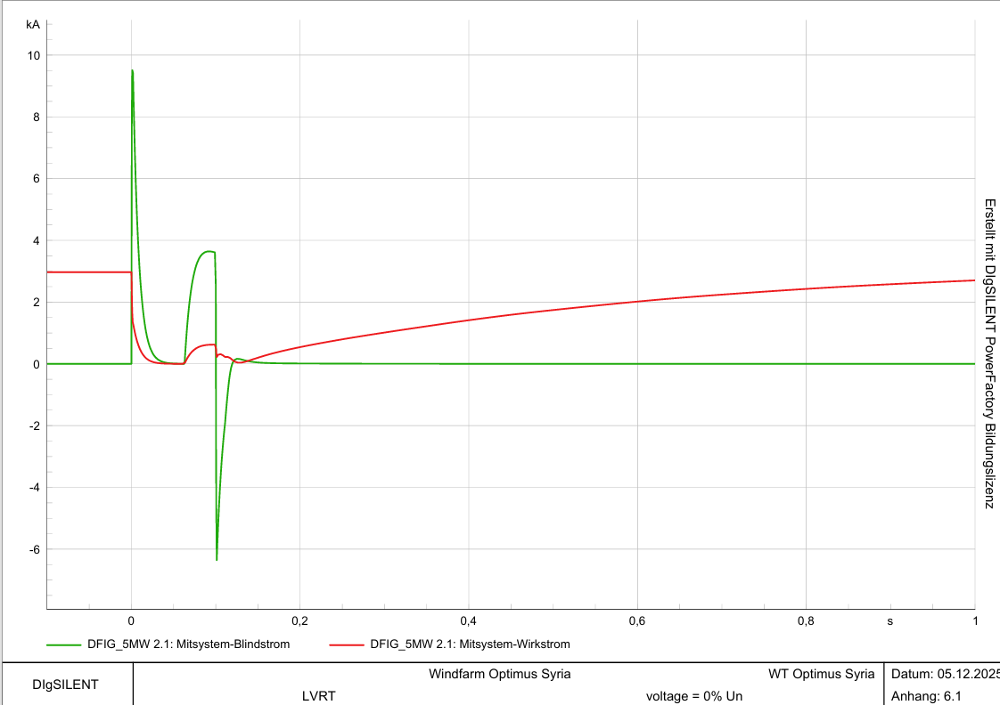 kA
10
8
6
4
2
0
-2
-4
-6
0 0,2 0,4 0,6 0,8 s 1
DFIG_5MW 2.1: Mitsystem-Blindstrom DFIG_5MW 2.1: Mitsystem-Wirkstrom
Erstellt mit DIgSILENT PowerFactory Bildungslizenz
DIgSILENT
Windfarm Optimus Syria WT Optimus Syria
LVRT voltage = 0% Un
Datum: 05.12.2025
Anhang: 6.1